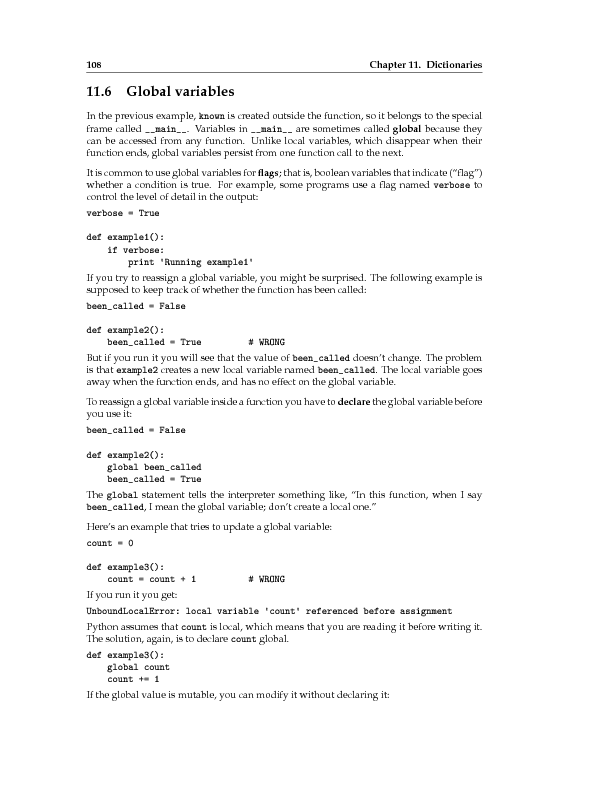 108 Chapter 11. Dictionaries
11.6 Global variables
In the previous example, known is created outside the function, so it belongs to the special
frame called __main__. Variables in __main__ are sometimes called global because they
can be accessed from any function. Unlike local variables, which disappear when their
function ends, global variables persist from one function call to the next.
It is common to use global variables for flags; that is, boolean variables that indicate (“flag”)
whether a condition is true. For example, some programs use a flag named verbose to
control the level of detail in the output:
verbose = True
def example1():
    if verbose:
        print 'Running example1'
If you try to reassign a global variable, you might be surprised. The following example is
supposed to keep track of whether the function has been called:
been_called = False
def example2():
    been_called = True         # WRONG
But if you run it you will see that the value of been_called doesn’t change. The problem
is that example2 creates a new local variable named been_called. The local variable goes
away when the function ends, and has no effect on the global variable.
To reassign a global variable inside a function you have to declare the global variable before
you use it:
been_called = False
def example2():
    global been_called
    been_called = True
The global statement tells the interpreter something like, “In this function, when I say
been_called, I mean the global variable; don’t create a local one.”
Here’s an example that tries to update a global variable:
count = 0
def example3():
    count = count + 1          # WRONG
If you run it you get:
UnboundLocalError: local variable 'count' referenced before assignment
Python assumes that count is local, which means that you are reading it before writing it.
The solution, again, is to declare count global.
def example3():
    global count
    count += 1
If the global value is mutable, you can modify it without declaring it: